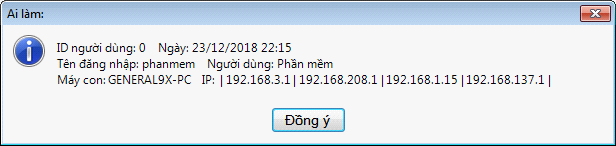 Ai làm:
ID người dùng: 0 Ngày: 23/12/2018 22:15
Tên đăng nhập: phanmem Người dùng: Phần mềm
Máy con: GENERAL9X-PC IP: |192.168.3.1|192.168.208.1|192.168.1.15|192.168.137.1|
Đồng ý